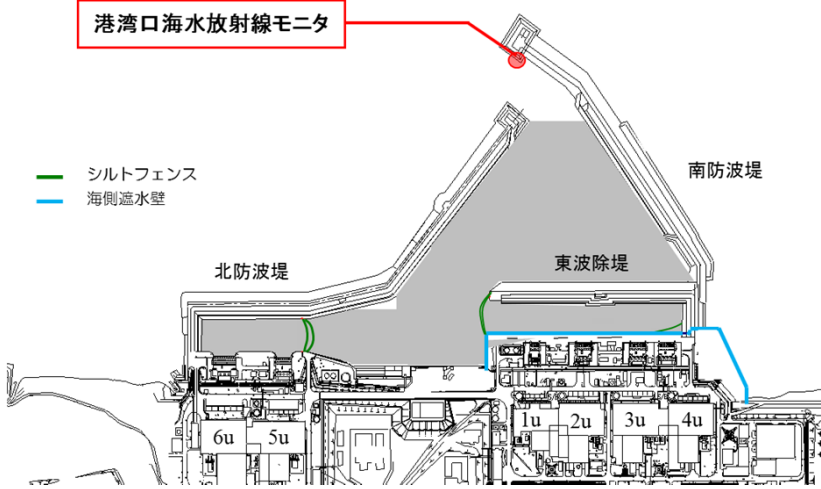 港湾口海水放射線モニタ
シルトフェンス
海側遮水壁
南防波堤
北防波堤
東波除堤
6u 5u
1u 2u 3u 4u